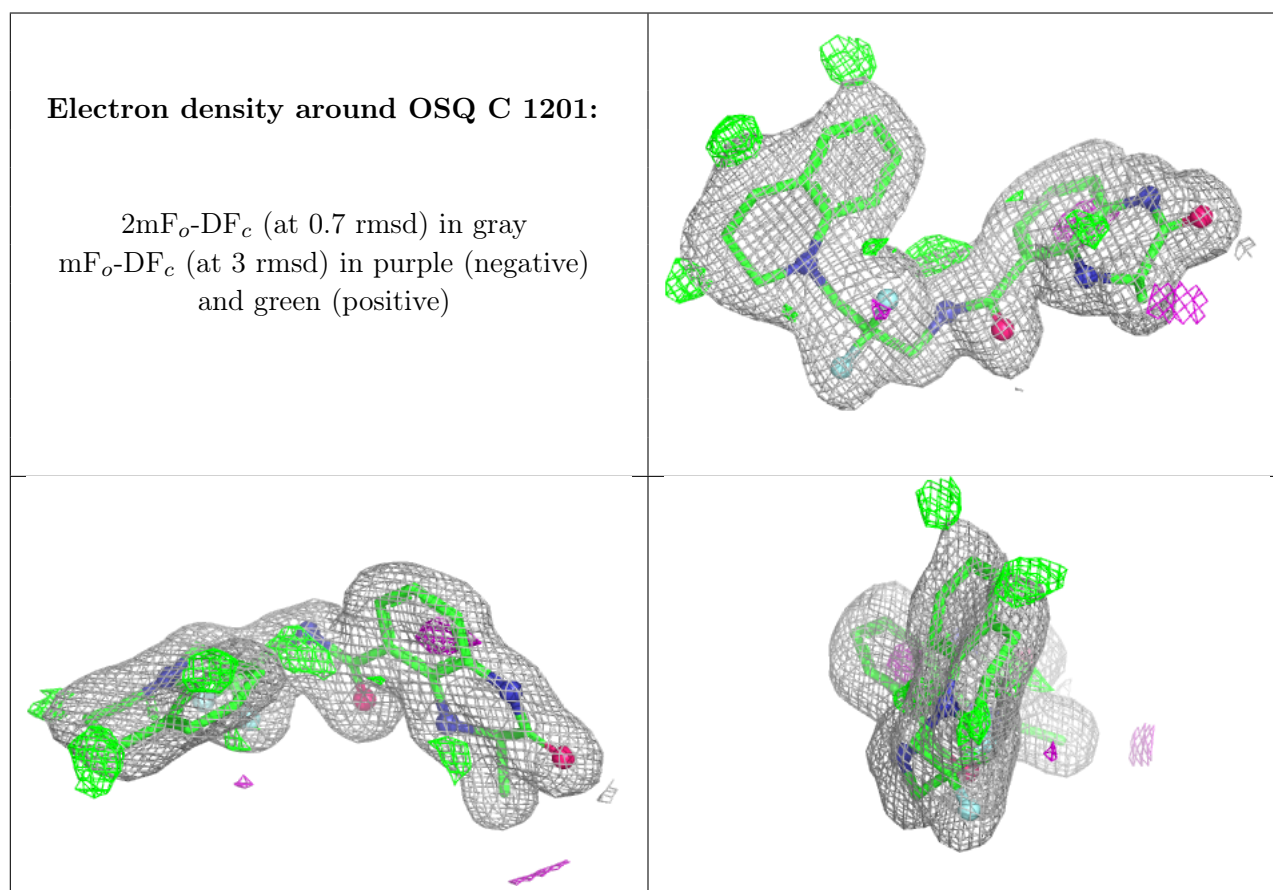 Electron density around OSQ C 1201:
2mFₒ-DF𝒸 (at 0.7 rmsd) in gray
mFₒ-DF𝒸 (at 3 rmsd) in purple (negative)
and green (positive)